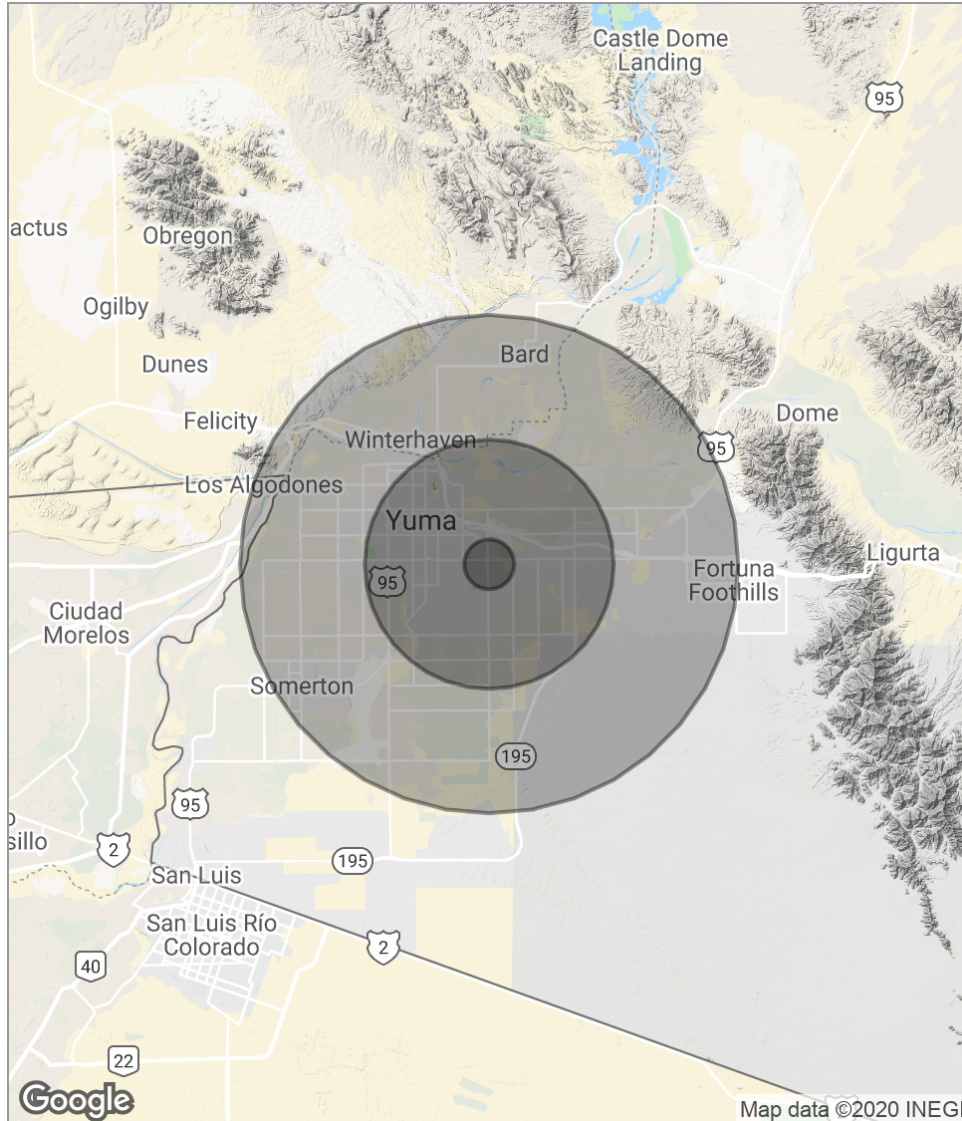 Castle Dome
Landing
95
actus
Obregon
Ogilby
Bard
Dunes
Felicity
Dome
Winterhaven
95
Los Algodones
Yuma
Ligurta
95
Fortuna
Foothills
Ciudad
Morelos
Somerton
195
95
o
sillo
2
195
San Luis
San Luis Río
Colorado
2
40
22
Google
Map data ©2020 INEGI